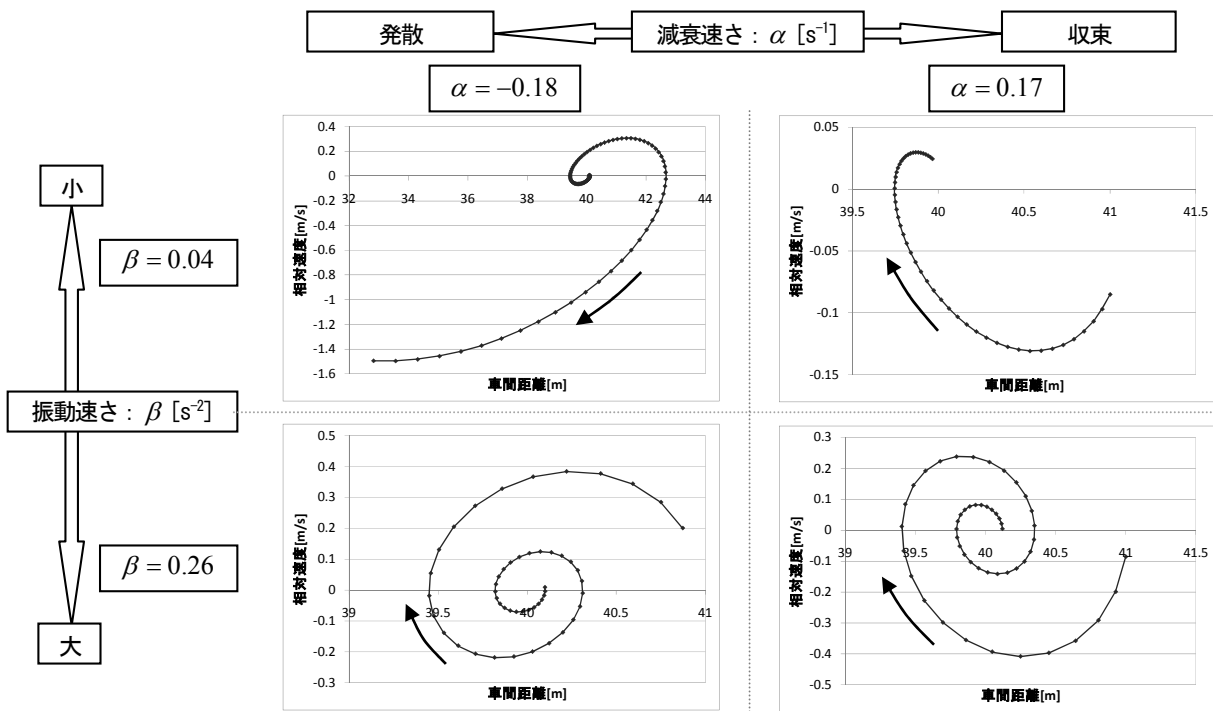 発散
減衰速さ：α [s⁻¹]
収束
α = −0.18
α = 0.17
小
β = 0.04
振動速さ：β [s⁻²]
β = 0.26
大
0.4
0.2
0
-0.2
-0.4
-0.6
-0.8
-1
-1.2
-1.4
-1.6
32 34 36 38 40 42 44
相対速度[m/s]
車間距離[m]
0.05
0
-0.05
-0.1
-0.15
39.5 40 40.5 41 41.5
相対速度[m/s]
車間距離[m]
0.5
0.4
0.3
0.2
0.1
0
-0.1
-0.2
-0.3
39 39.5 40 40.5 41
相対速度[m/s]
車間距離[m]
0.3
0.2
0.1
0
-0.1
-0.2
-0.3
-0.4
-0.5
39 39.5 40 40.5 41 41.5
相対速度[m/s]
車間距離[m]